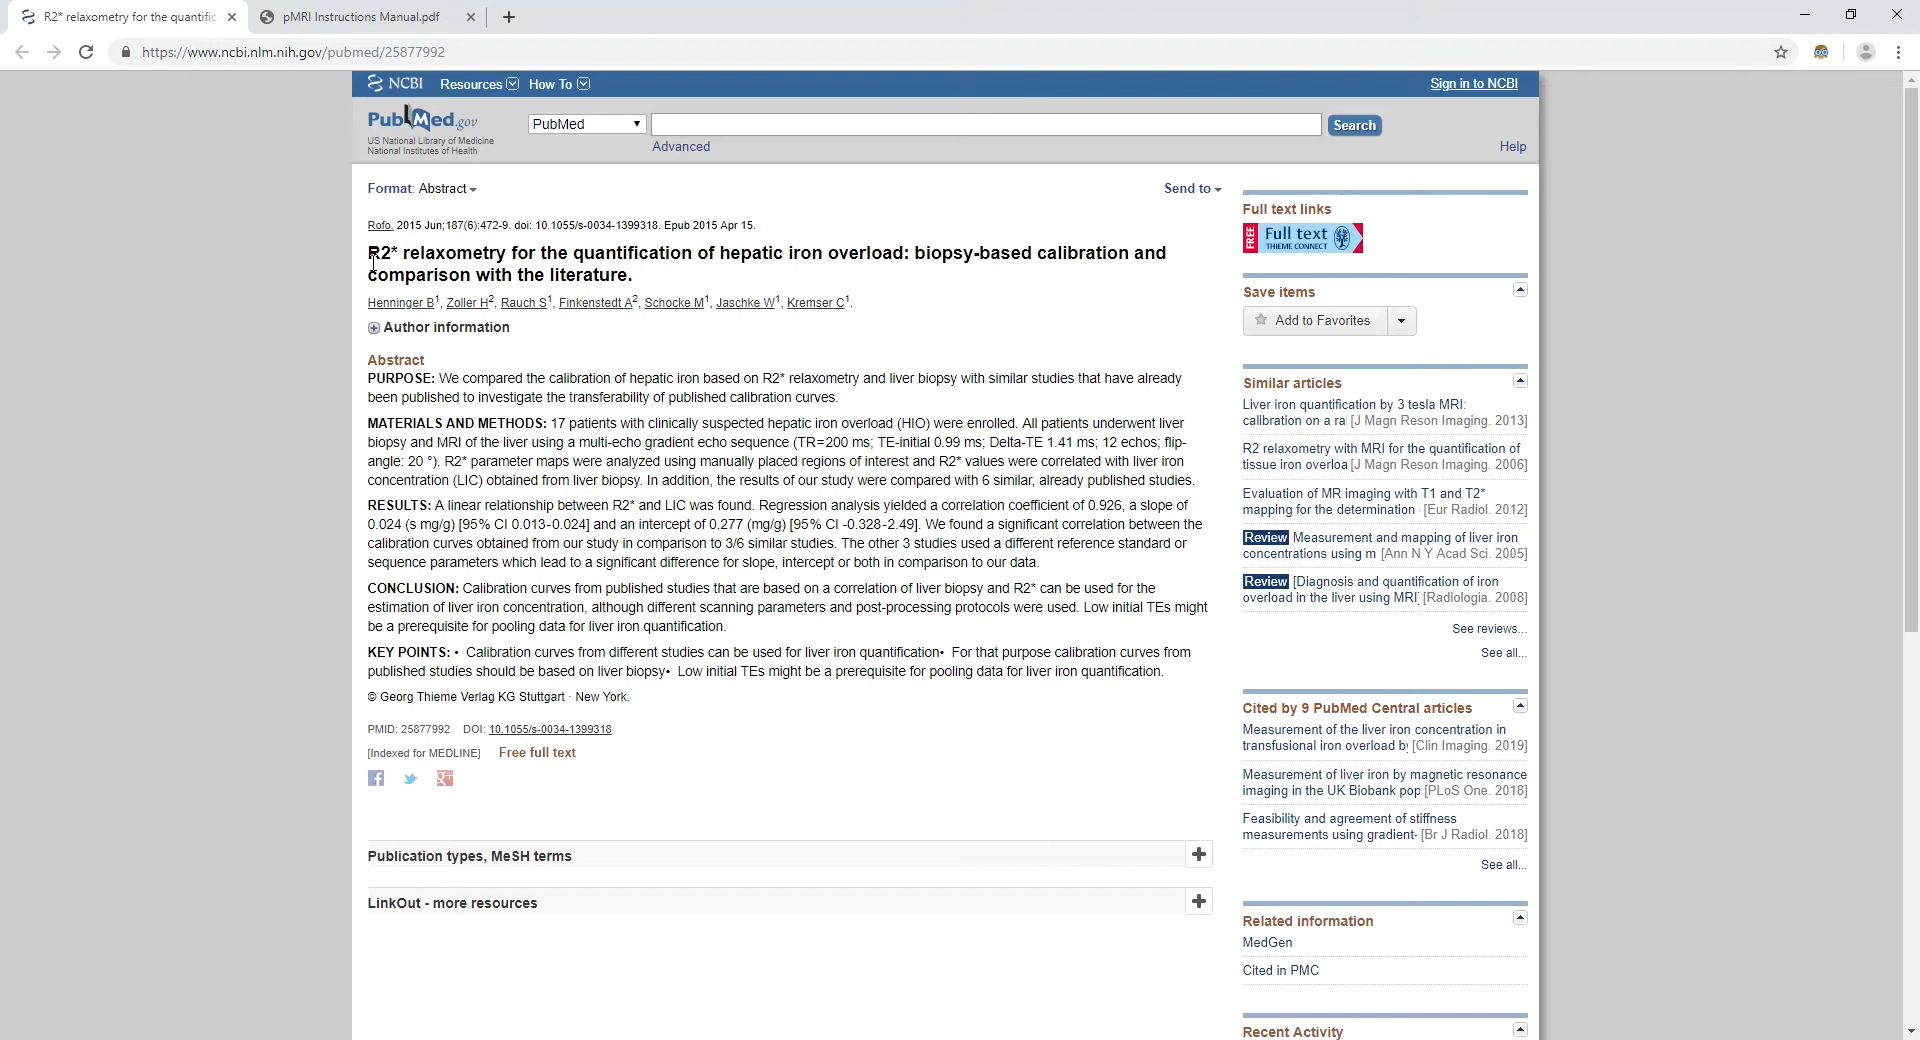 R2* relaxometry for the quantific
pMRI Instructions Manual.pdf
https://www.ncbi.nlm.nih.gov/pubmed/25877992
NCBI Resources How To
Sign in to NCBI
PubMed.gov
US National Library of Medicine
National Institutes of Health
PubMed
Search
Advanced
Help
Format: Abstract
Send to
Rofo. 2015 Jun;187(6):472-9. doi: 10.1055/s-0034-1399318. Epub 2015 Apr 15.
R2* relaxometry for the quantification of hepatic iron overload: biopsy-based calibration and
comparison with the literature.
Henninger B1, Zoller H2, Rauch S1, Finkenstedt A2, Schocke M1, Jaschke W1, Kremser C1.
Author information
Abstract
PURPOSE: We compared the calibration of hepatic iron based on R2* relaxometry and liver biopsy with similar studies that have already
been published to investigate the transferability of published calibration curves.
MATERIALS AND METHODS: 17 patients with clinically suspected hepatic iron overload (HIO) were enrolled. All patients underwent liver
biopsy and MRI of the liver using a multi-echo gradient echo sequence (TR=200 ms; TE-initial 0.99 ms; Delta-TE 1.41 ms; 12 echos; flip-
angle: 20 °). R2* parameter maps were analyzed using manually placed regions of interest and R2* values were correlated with liver iron
concentration (LIC) obtained from liver biopsy. In addition, the results of our study were compared with 6 similar, already published studies.
RESULTS: A linear relationship between R2* and LIC was found. Regression analysis yielded a correlation coefficient of 0.926, a slope of
0.024 (s mg/g) [95% CI 0.013-0.024] and an intercept of 0.277 (mg/g) [95% CI -0.328-2.49]. We found a significant correlation between the
calibration curves obtained from our study in comparison to 3/6 similar studies. The other 3 studies used a different reference standard or
sequence parameters which lead to a significant difference for slope, intercept or both in comparison to our data.
CONCLUSION: Calibration curves from published studies that are based on a correlation of liver biopsy and R2* can be used for the
estimation of liver iron concentration, although different scanning parameters and post-processing protocols were used. Low initial TEs might
be a prerequisite for pooling data for liver iron quantification.
KEY POINTS: • Calibration curves from different studies can be used for liver iron quantification• For that purpose calibration curves from
published studies should be based on liver biopsy• Low initial TEs might be a prerequisite for pooling data for liver iron quantification.
© Georg Thieme Verlag KG Stuttgart · New York.
PMID: 25877992 DOI: 10.1055/s-0034-1399318
[Indexed for MEDLINE] Free full text
Publication types, MeSH terms
LinkOut - more resources
Full text links
FREE Full text
THIEME CONNECT
Save items
Add to Favorites
Similar articles
Liver iron quantification by 3 tesla MRI:
calibration on a ra [J Magn Reson Imaging. 2013]
R2 relaxometry with MRI for the quantification of
tissue iron overloa [J Magn Reson Imaging. 2006]
Evaluation of MR imaging with T1 and T2*
mapping for the determination [Eur Radiol. 2012]
Review Measurement and mapping of liver iron
concentrations using m [Ann N Y Acad Sci. 2005]
Review [Diagnosis and quantification of iron
overload in the liver using MRI] [Radiologia. 2008]
See reviews...
See all...
Cited by 9 PubMed Central articles
Measurement of the liver iron concentration in
transfusional iron overload by [Clin Imaging. 2019]
Measurement of liver iron by magnetic resonance
imaging in the UK Biobank pop [PLoS One. 2018]
Feasibility and agreement of stiffness
measurements using gradient- [Br J Radiol. 2018]
See all...
Related information
MedGen
Cited in PMC
Recent Activity